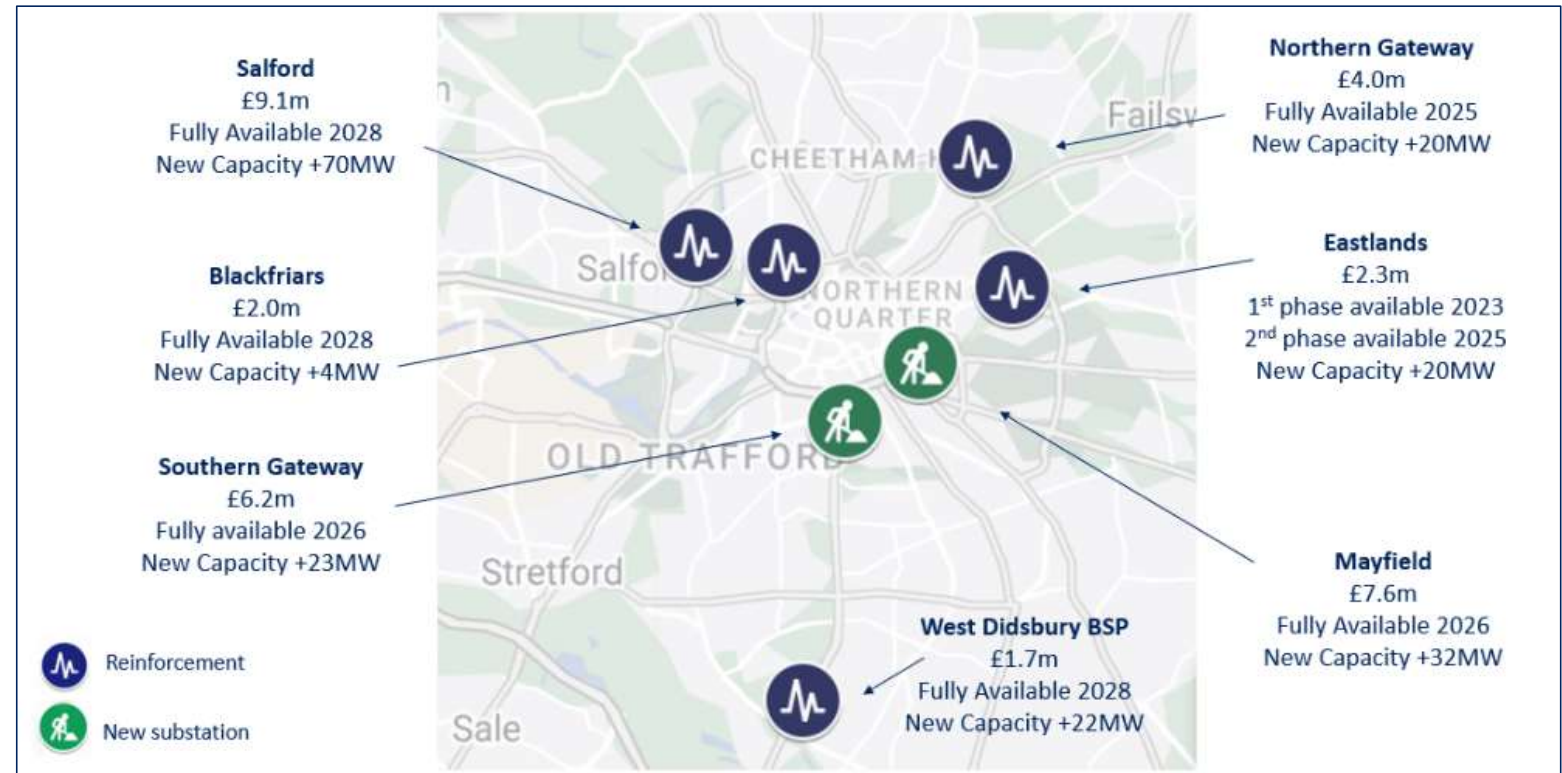 Salford
£9.1m
Fully Available 2028
New Capacity +70MW
Blackfriars
£2.0m
Fully Available 2028
New Capacity +4MW
Southern Gateway
£6.2m
Fully available 2026
New Capacity +23MW
Reinforcement
New substation
Failsw
CHEETHAM H
Salfo
NORTHERN
QUARTER
OLD TRAFFORD
Stretford
Sale
West Didsbury BSP
£1.7m
Fully Available 2028
New Capacity +22MW
Northern Gateway
£4.0m
Fully Available 2025
New Capacity +20MW
Eastlands
£2.3m
1st phase available 2023
2nd phase available 2025
New Capacity +20MW
Mayfield
£7.6m
Fully Available 2026
New Capacity +32MW